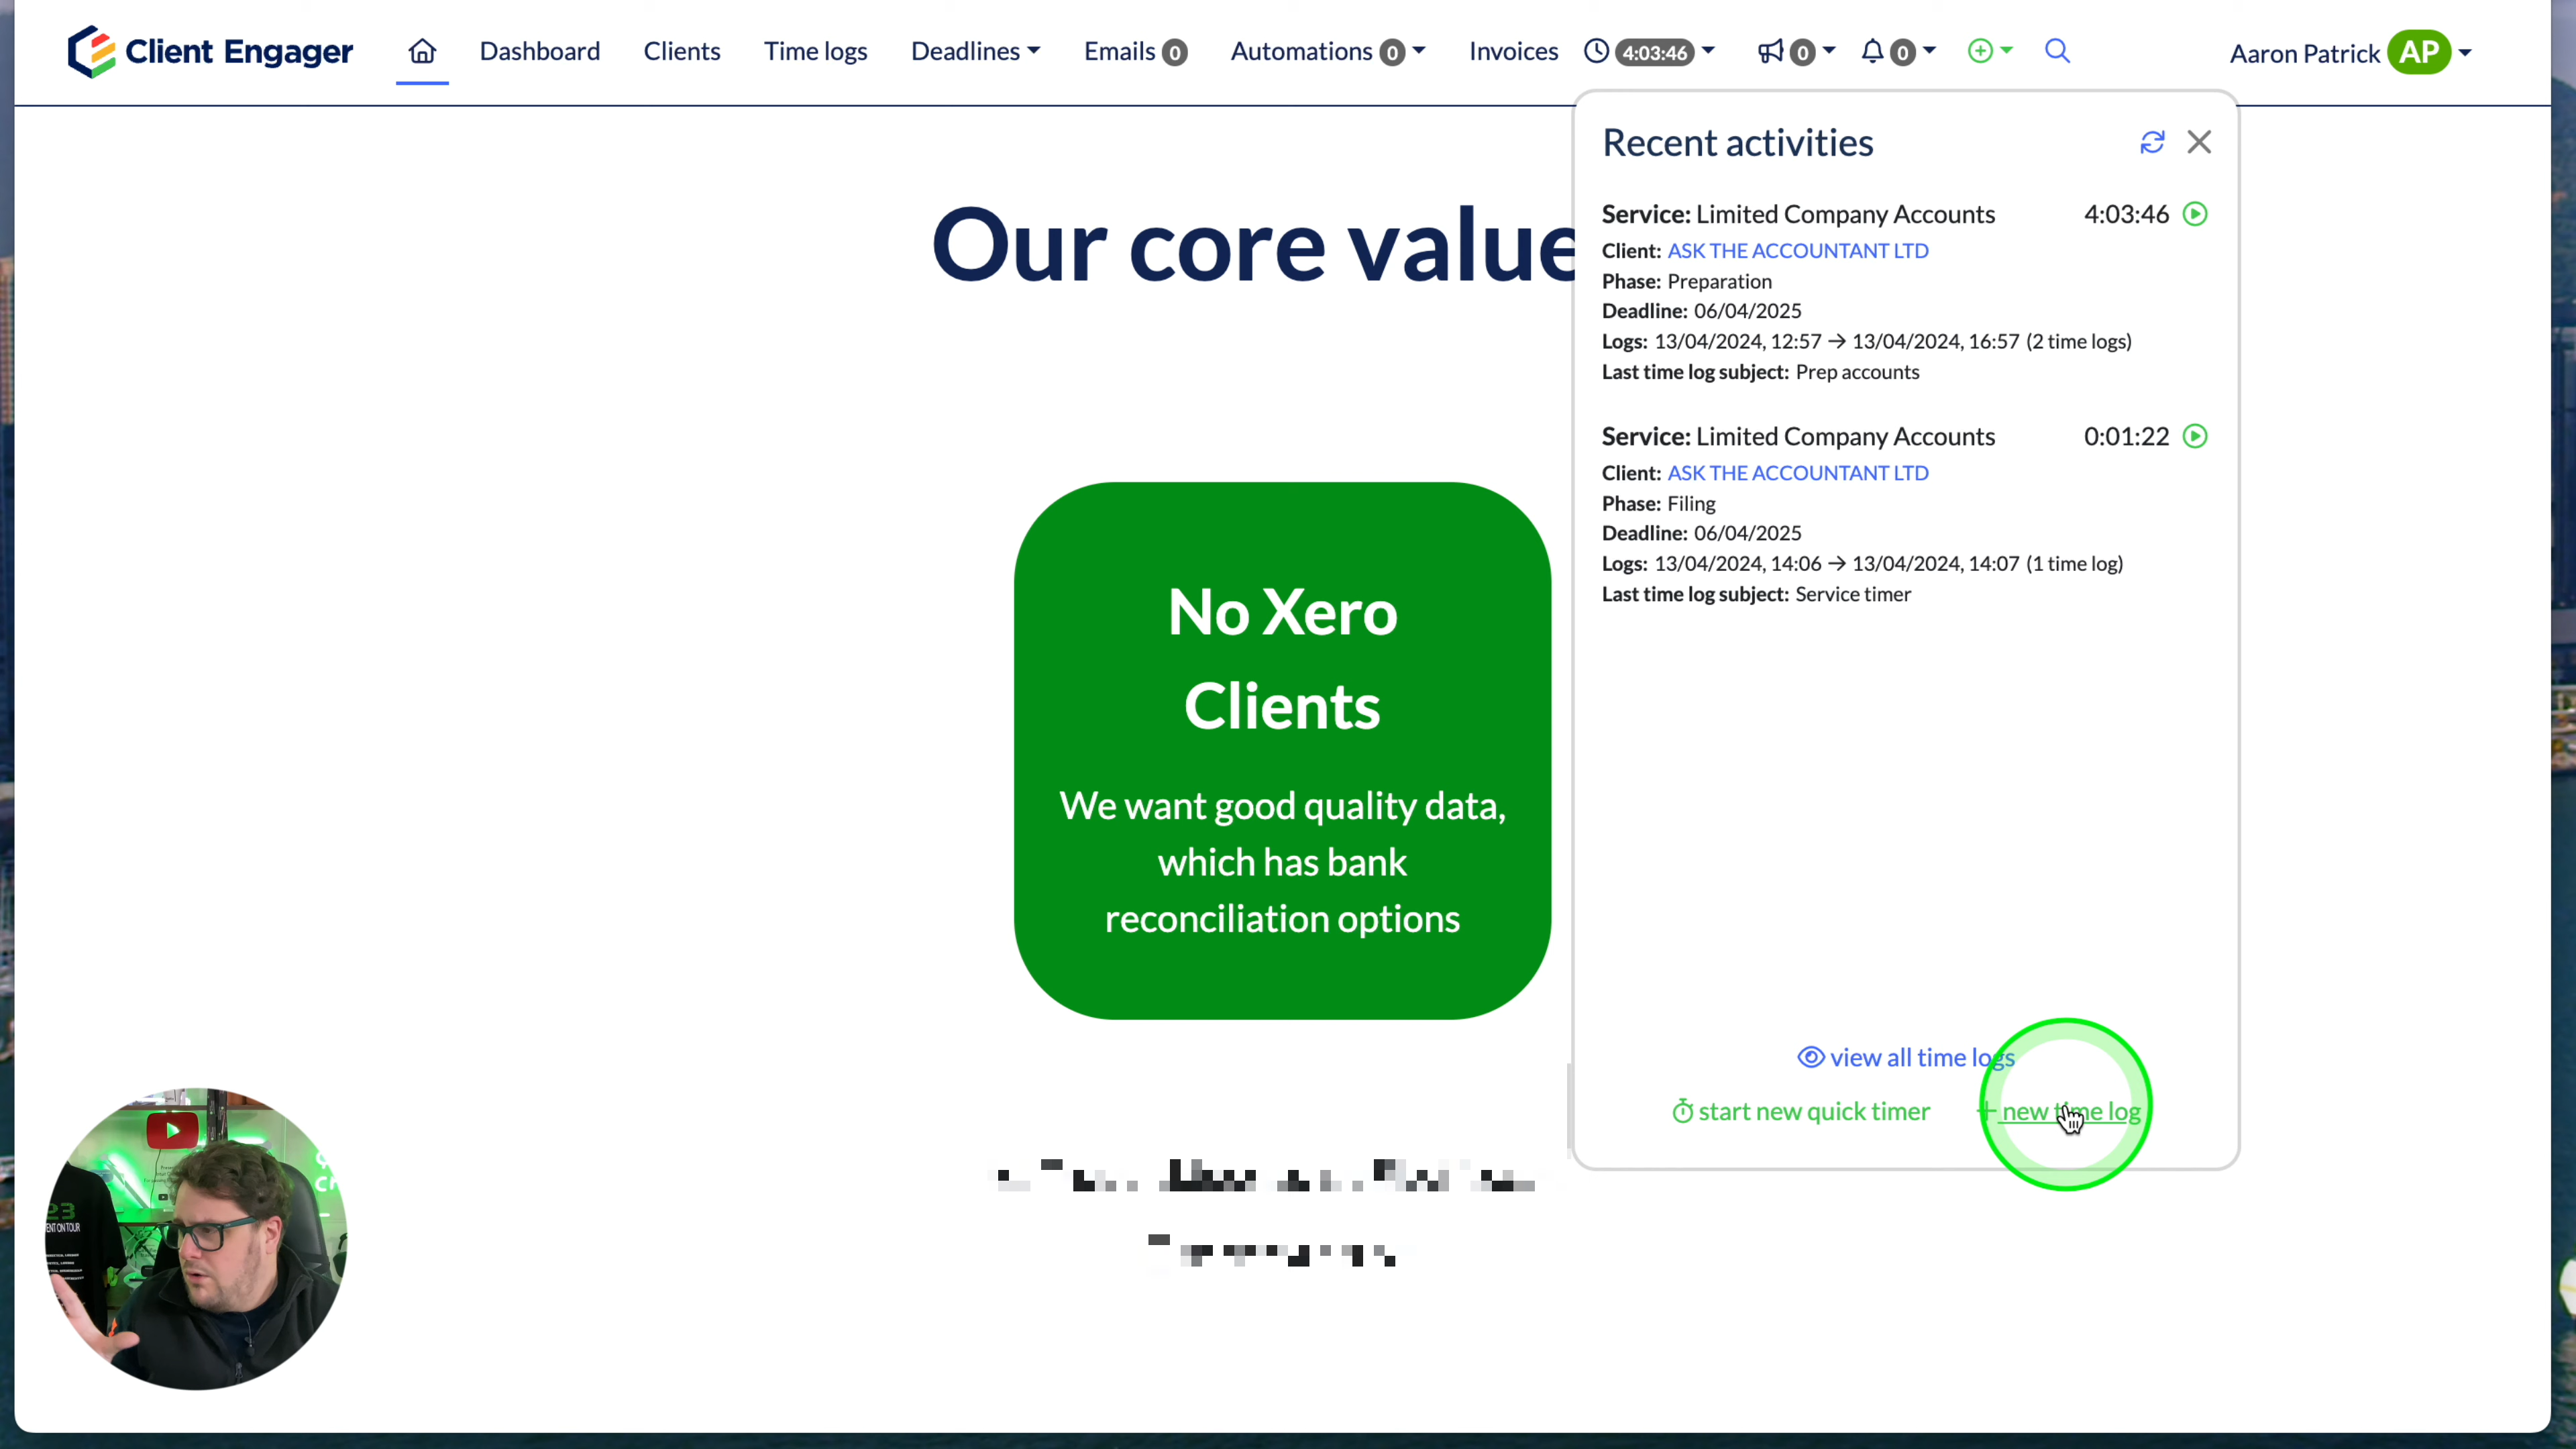 Client Engager
Dashboard
Clients
Time logs
Deadlines
Emails 0
Automations 0
Invoices
4:03:46
0
0
Aaron Patrick AP
Our core value
No Xero
Clients
We want good quality data,
which has bank
reconciliation options
Recent activities
Service: Limited Company Accounts 4:03:46
Client: ASK THE ACCOUNTANT LTD
Phase: Preparation
Deadline: 06/04/2025
Logs: 13/04/2024, 12:57 → 13/04/2024, 16:57 (2 time logs)
Last time log subject: Prep accounts
Service: Limited Company Accounts 0:01:22
Client: ASK THE ACCOUNTANT LTD
Phase: Filing
Deadline: 06/04/2025
Logs: 13/04/2024, 14:06 → 13/04/2024, 14:07 (1 time log)
Last time log subject: Service timer
view all time logs
start new quick timer
+ new time log